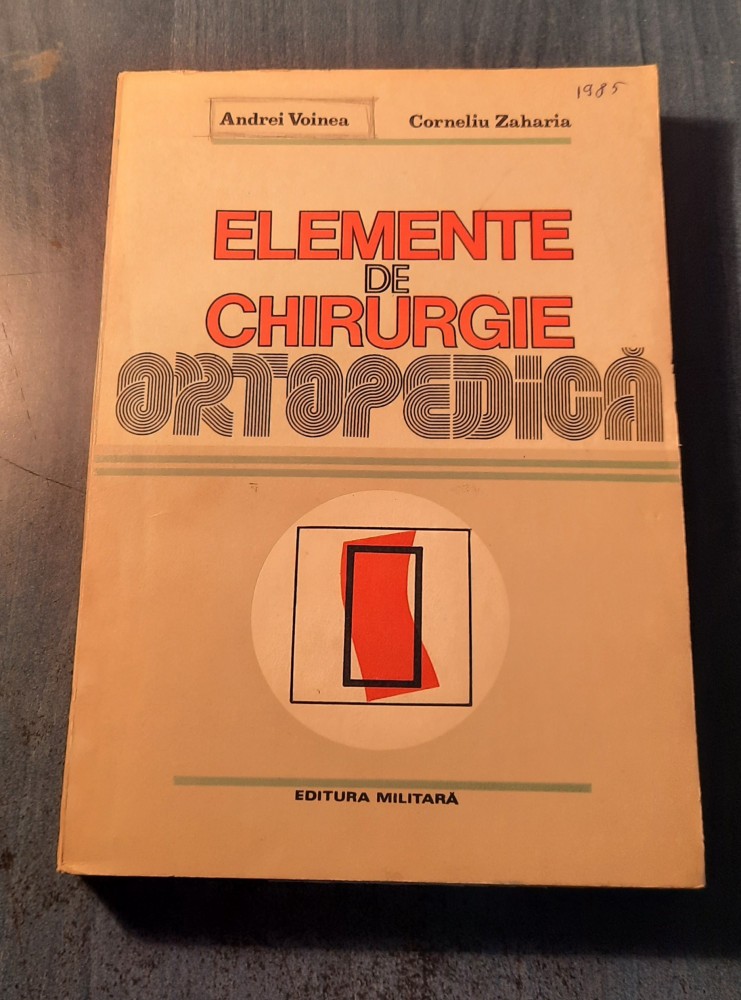 1985
Andrei Voinea Corneliu Zaharia
ELEMENTE
DE
CHIRURGIE
ORTOPEDICĂ
EDITURA MILITARĂ